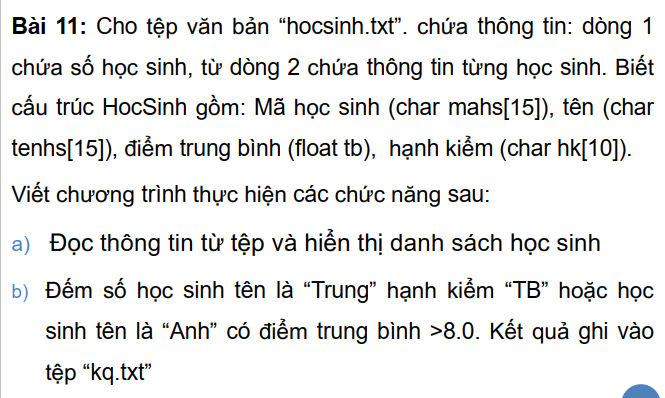 Bài 11: Cho tệp văn bản “hocsinh.txt”. chứa thông tin: dòng 1
chứa số học sinh, từ dòng 2 chứa thông tin từng học sinh. Biết
cấu trúc HocSinh gồm: Mã học sinh (char mahs[15]), tên (char
tenhs[15]), điểm trung bình (float tb), hạnh kiểm (char hk[10]).
Viết chương trình thực hiện các chức năng sau:
a) Đọc thông tin từ tệp và hiển thị danh sách học sinh
b) Đếm số học sinh tên là “Trung” hạnh kiểm “TB” hoặc học
sinh tên là “Anh” có điểm trung bình >8.0. Kết quả ghi vào
tệp “kq.txt”